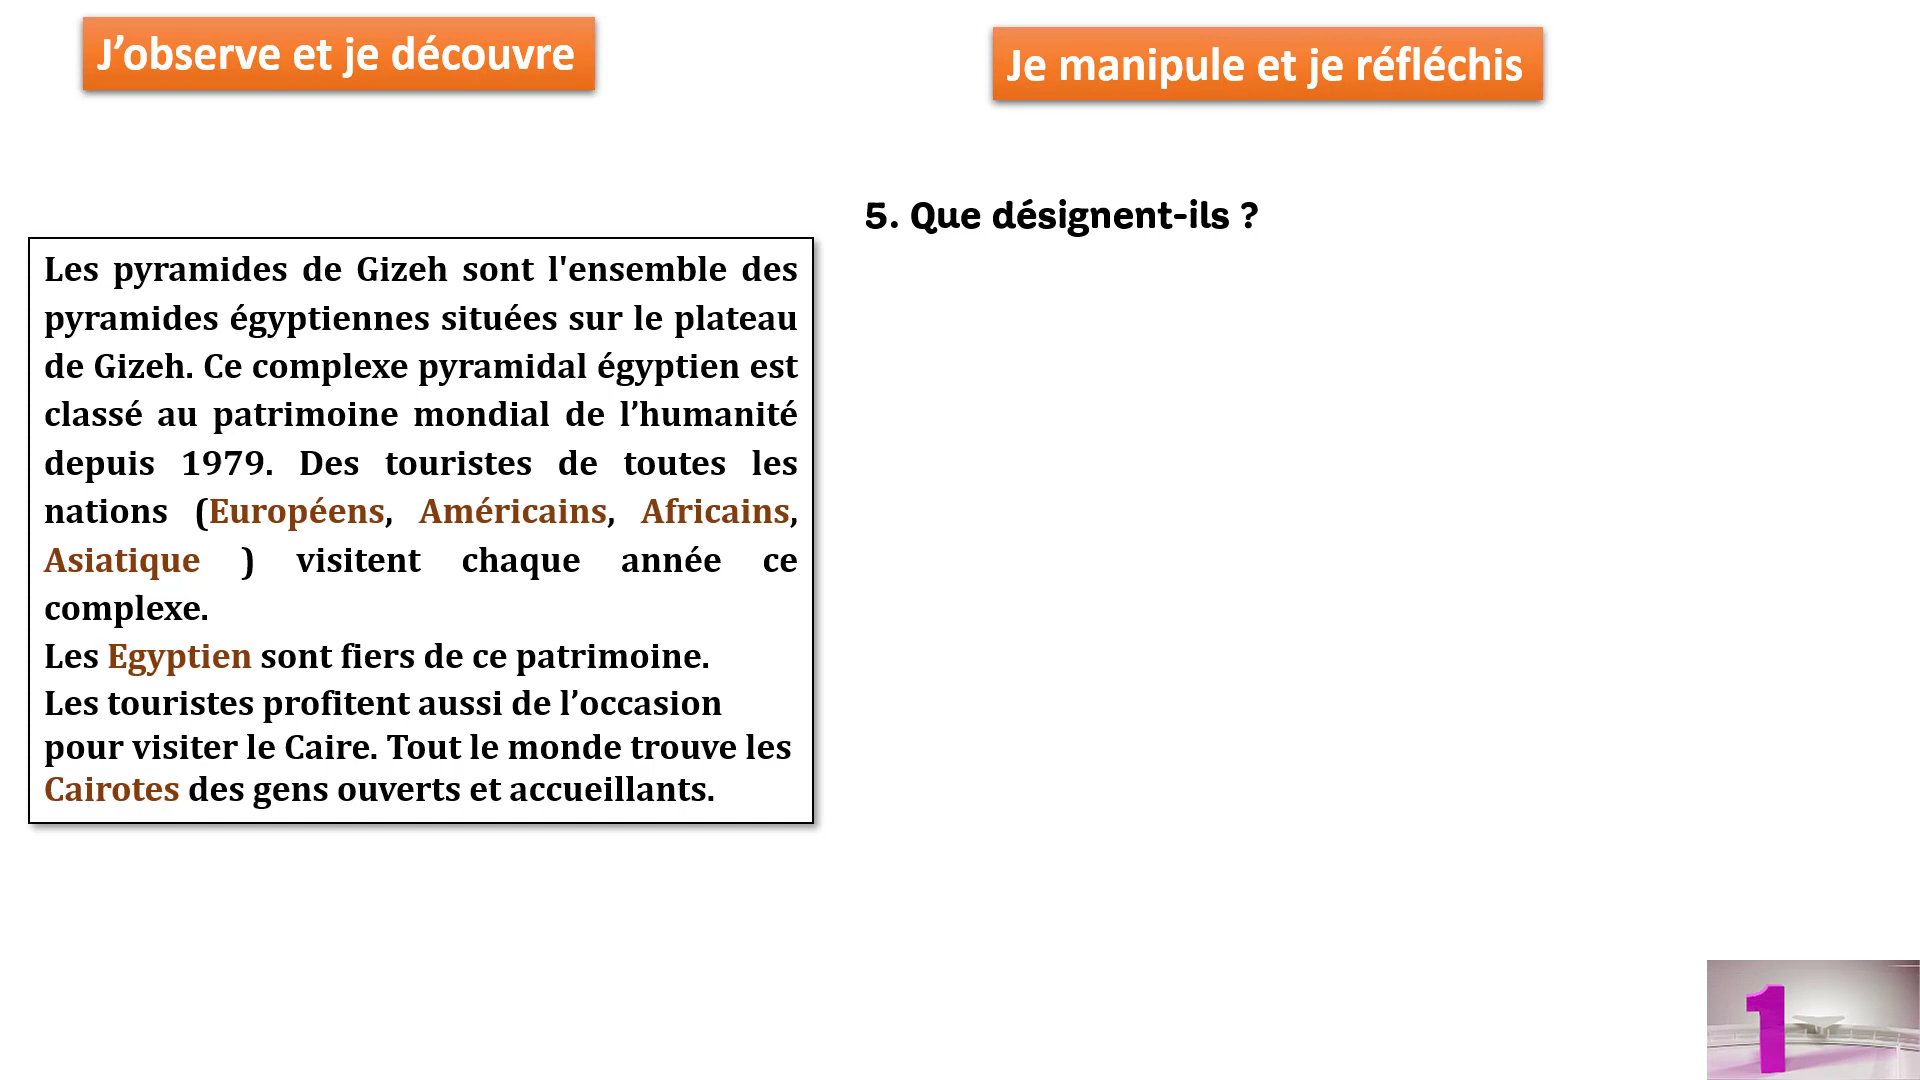 J’observe et je découvre
Je manipule et je réfléchis
5. Que désignent-ils ?
Les pyramides de Gizeh sont l'ensemble des
pyramides égyptiennes situées sur le plateau
de Gizeh. Ce complexe pyramidal égyptien est
classé au patrimoine mondial de l’humanité
depuis 1979. Des touristes de toutes les
nations (Européens, Américains, Africains,
Asiatique ) visitent chaque année ce
complexe.
Les Egyptien sont fiers de ce patrimoine.
Les touristes profitent aussi de l’occasion
pour visiter le Caire. Tout le monde trouve les
Cairotes des gens ouverts et accueillants.
1